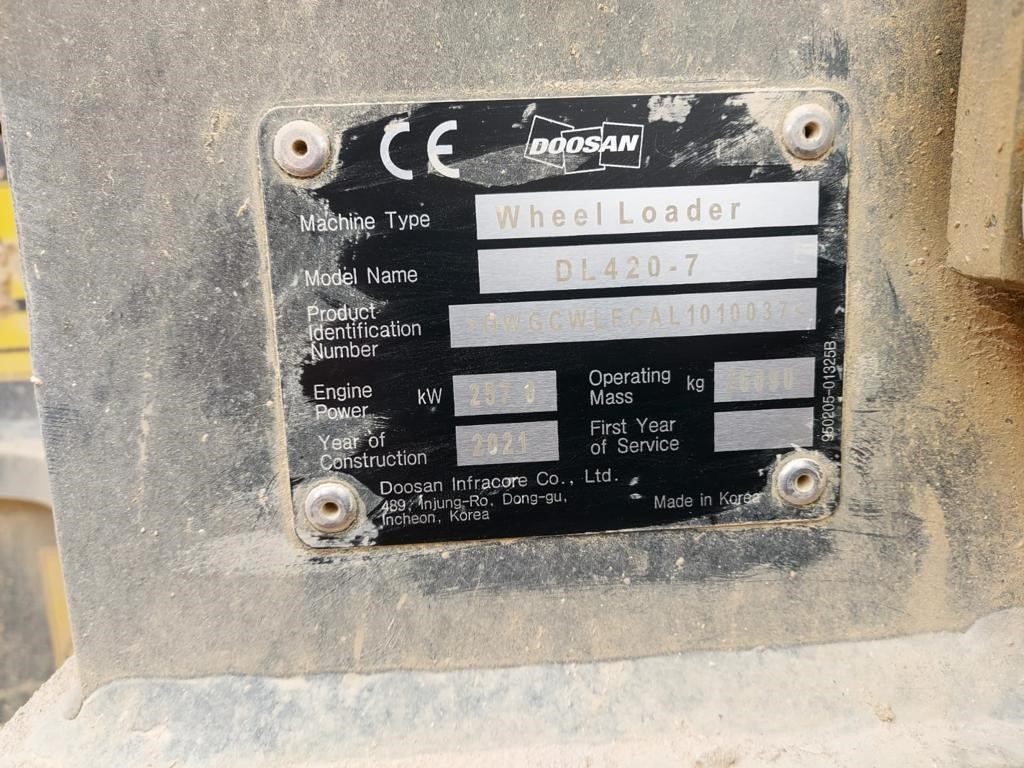 CE DOOSAN
Machine Type Wheel Loader
Model Name DL420-7
Product
Identification
Number
Engine
Power kW
Operating
Mass kg
Year of
Construction 2021
First Year
of Service
Doosan Infracore Co., Ltd.
489, Injung-Ro, Dong-gu,
Incheon, Korea
Made in Korea
950205-01325B